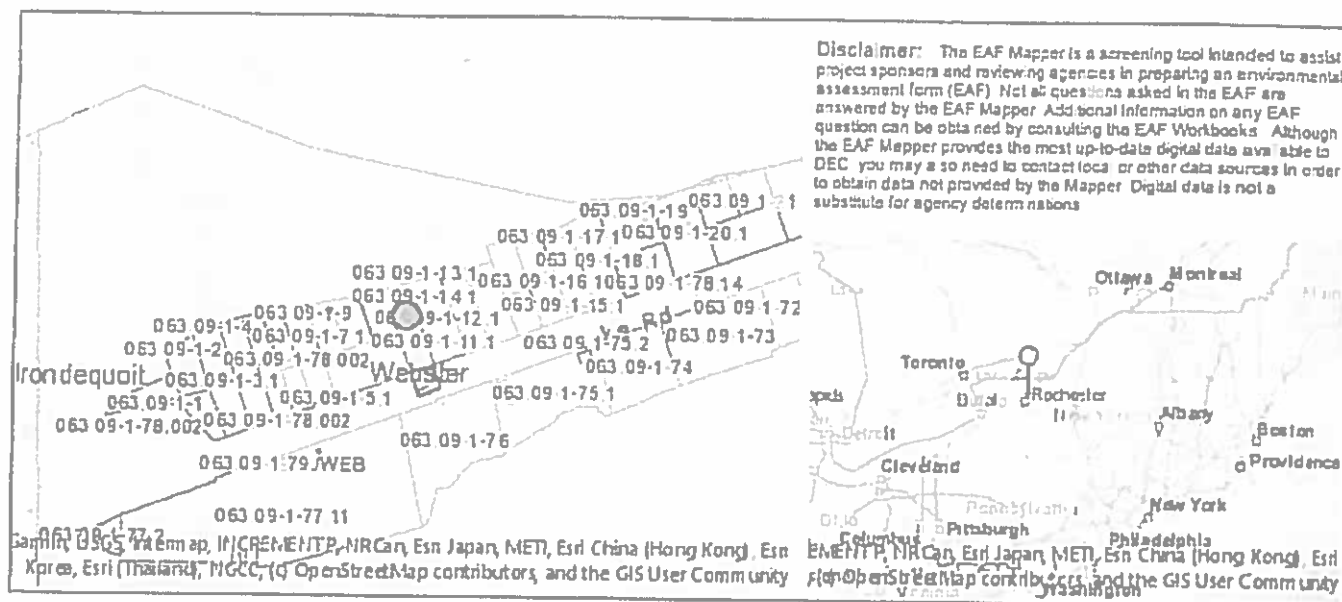 Disclaimer: The EAF Mapper is a screening tool intended to assist
project sponsors and reviewing agencies in preparing an environmental
assessment form (EAF) Not all questions asked in the EAF are
answered by the EAF Mapper Additional Information on any EAF
question can be obtained by consulting the EAF Workbooks Although
the EAF Mapper provides the most up-to-date digital data available to
DEC you may also need to contact local or other data sources in order
to obtain data not provided by the Mapper Digital data is not a
substitute for agency determinations
063 09-1-19
063 09 1
063 09-1-17 1
063 09-1-20.1
063 09-1-18.1
063 09-1-13 1
063 09-1-16 1
063 09-1-78.14
063 09-1-14 1
063 09-1-15.1
063 09-1-72
063 09-1-9
9-1-12.1
Rd
063 09-1-4
063 09-1-7 1
063 09-1-11.1
063 09 1-75.2
063 09-1-73
063 09-1-2
063 09-1-78 002
063 09-1-74
Irondequoit
063 09-1-3.1
Webster
063 09-1-1
063 09-1-5.1
063 09-1-75.1
063 09-1-78.002
063 09-1-78 002
063 09-1-76
063 09-1-79./WEB
063 09-1-77 11
Garmin, USGS, Intermap, INCREMENT P, NRCan, Esri Japan, METI, Esri China (Hong Kong), Esri
Korea, Esri (Thailand), NGCC, (c) OpenStreetMap contributors, and the GIS User Community
Ottawa
Montreal
Toronto
Rochester
Albany
Boston
Detroit
Providence
Cleveland
New York
Pittsburgh
Philadelphia
Columbus
EMENT P, NRCan, Esri Japan, METI, Esri China (Hong Kong), Esri
OpenStreetMap contributors, and the GIS User Community
Washington